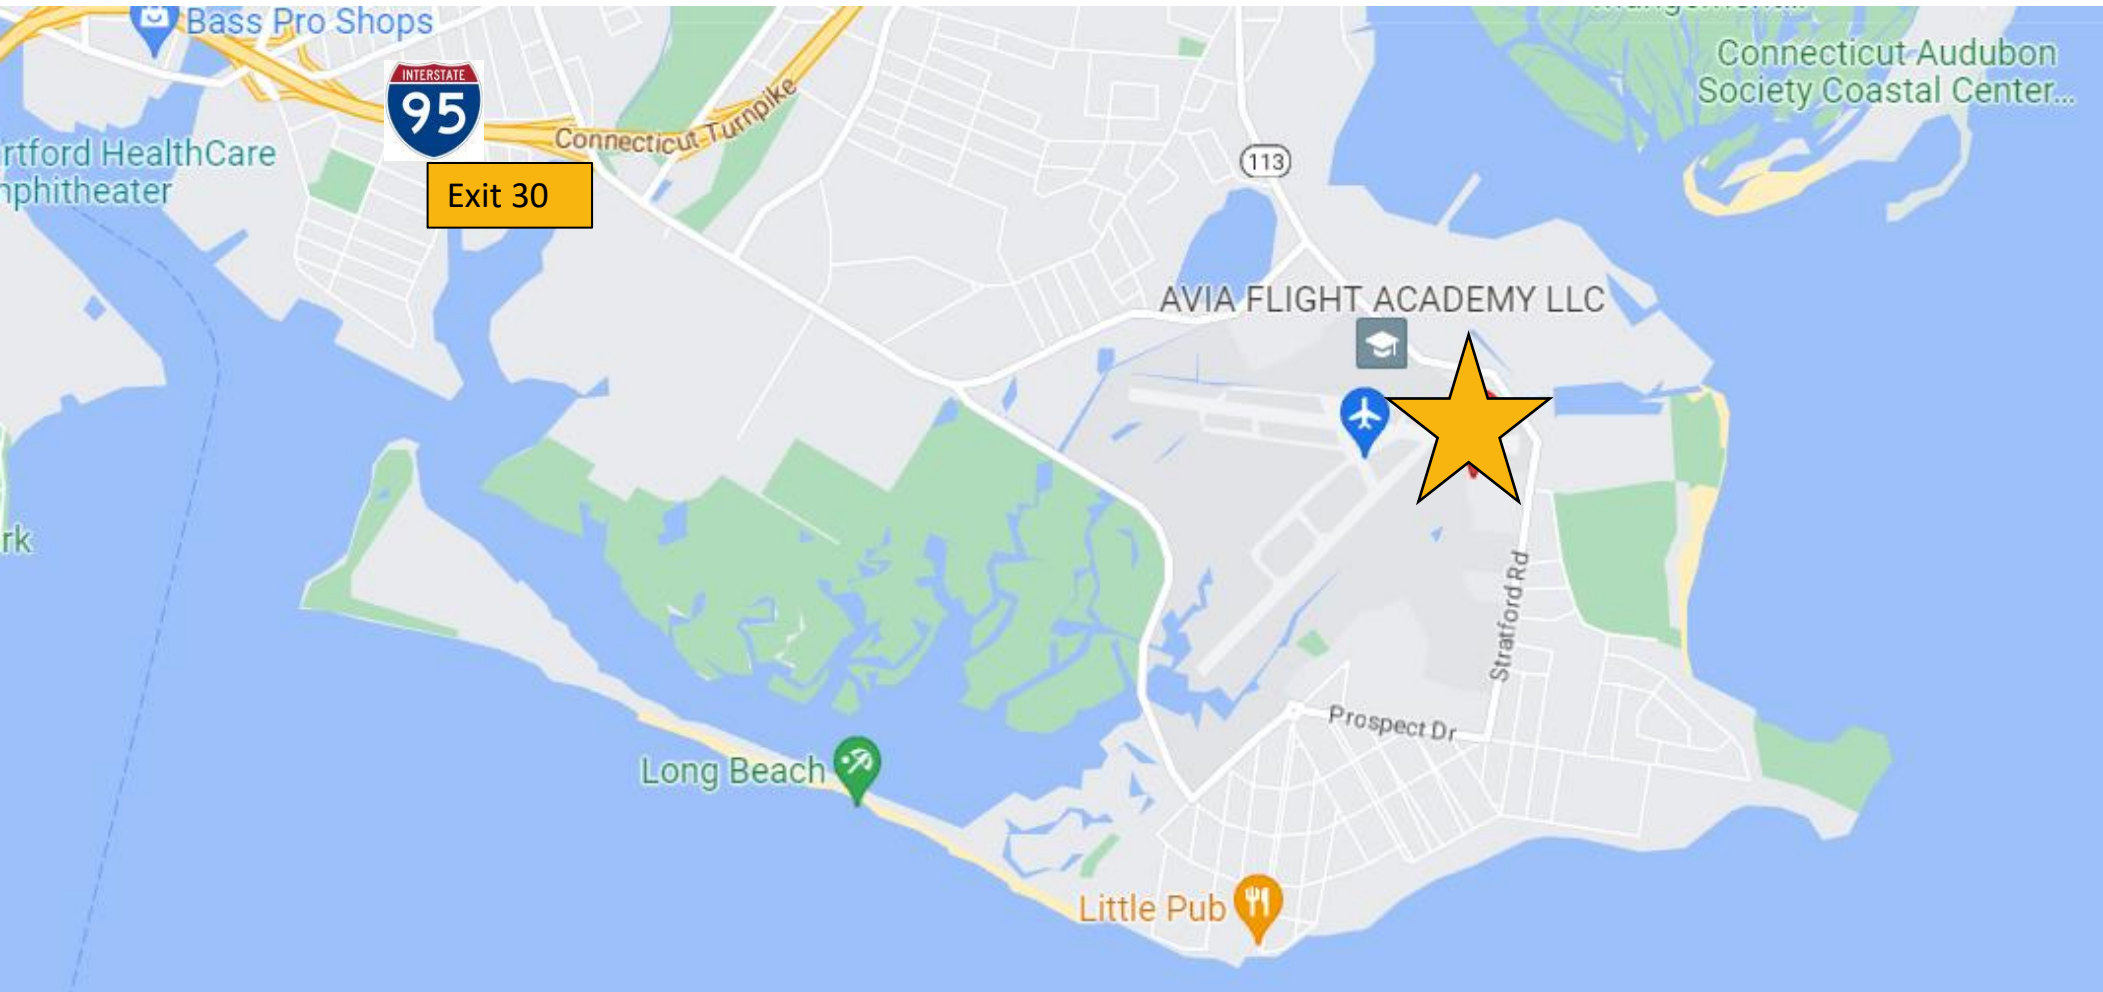 Bass Pro Shops
Connecticut Audubon
Society Coastal Center...
INTERSTATE
95
Connecticut Turnpike
rtford HealthCare
phitheater
113
Exit 30
AVIA FLIGHT ACADEMY LLC
rk
Stratford Rd
Prospect Dr
Long Beach
Little Pub